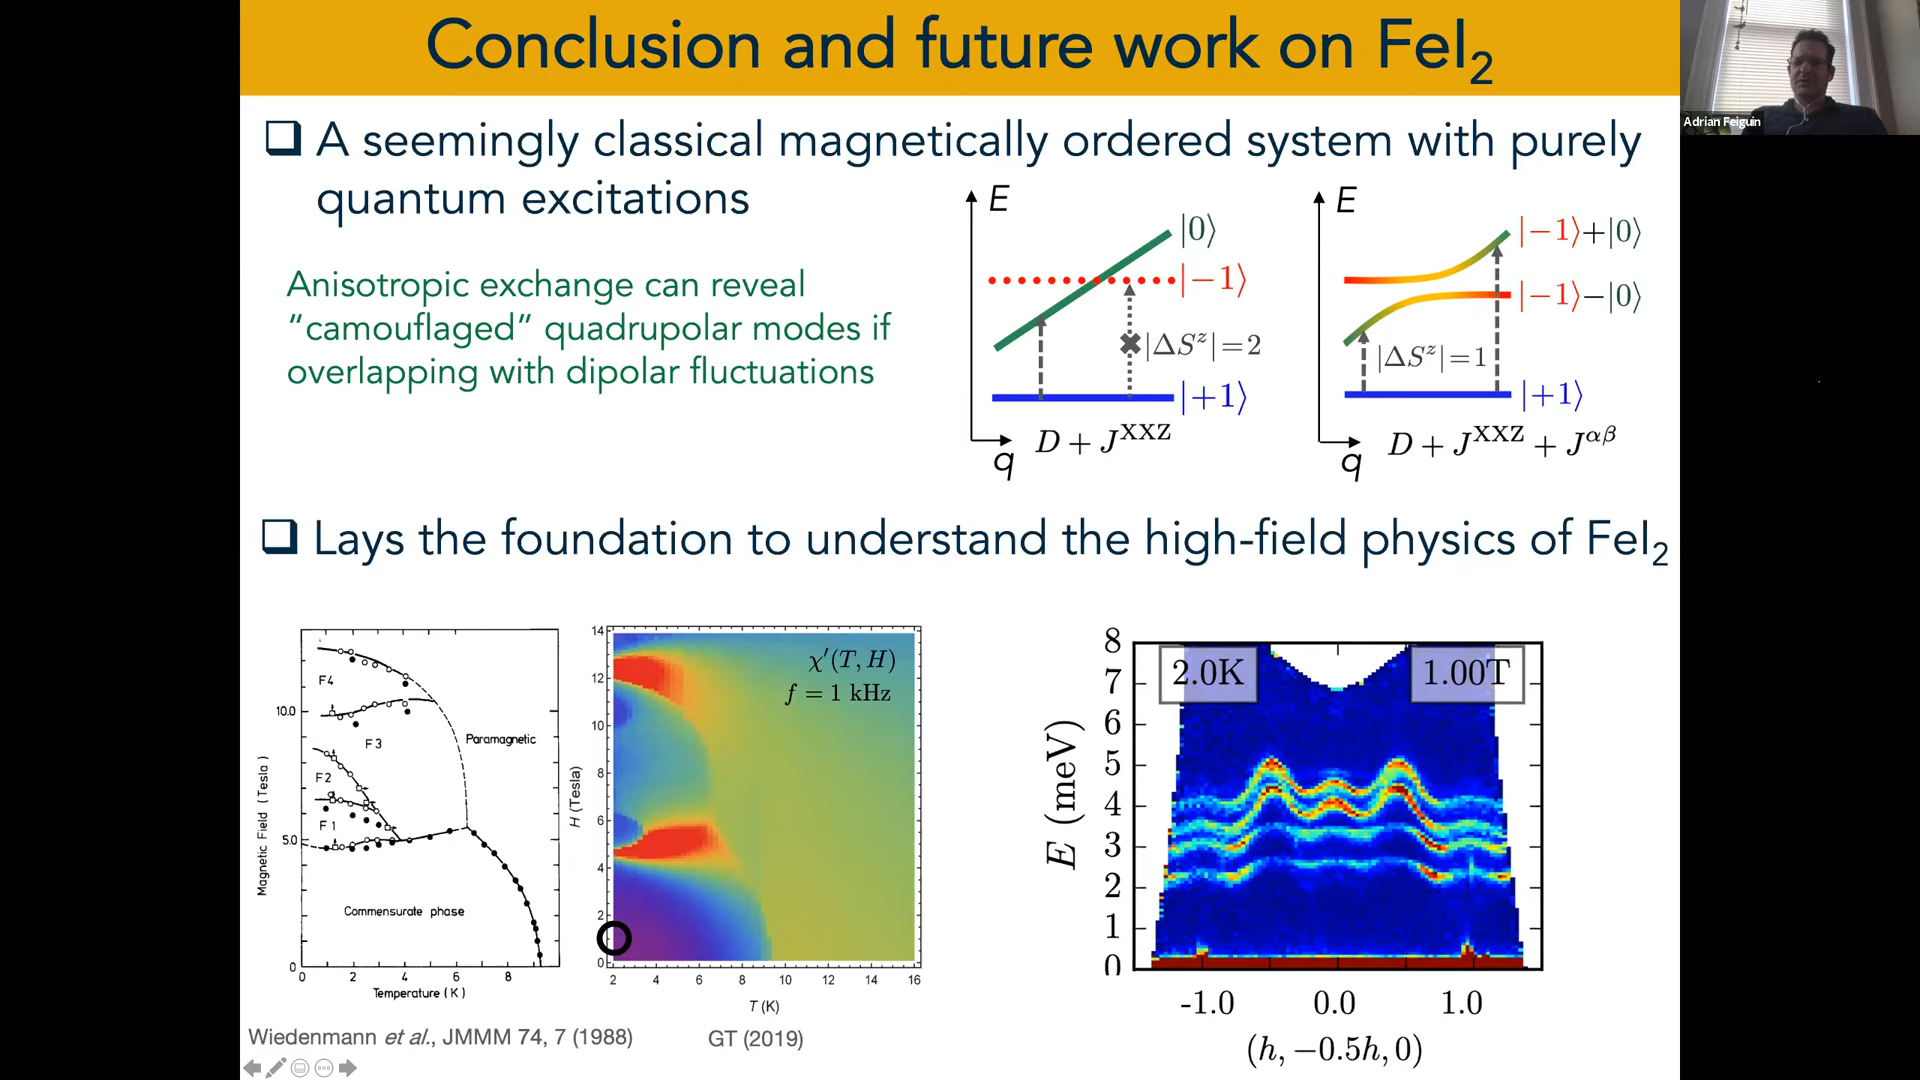 Conclusion and future work on FeI₂
Adrian Feiguin
❑ A seemingly classical magnetically ordered system with purely
quantum excitations
Anisotropic exchange can reveal
“camouflaged” quadrupolar modes if
overlapping with dipolar fluctuations
E
|0⟩
|−1⟩
|ΔSᶻ|=2
|+1⟩
q
D + J^XXZ
E
|−1⟩+|0⟩
|−1⟩−|0⟩
|ΔSᶻ|=1
|+1⟩
q
D + J^XXZ + J^αβ
❑ Lays the foundation to understand the high-field physics of FeI₂
Magnetic Field (Tesla)
10.0
5.0
0
F4
F3
F2
F1
Paramagnetic
Commensurate phase
0 2 4 6 8
Temperature (K)
Wiedenmann et al., JMMM 74, 7 (1988)
H (Tesla)
14
12
10
8
6
4
2
0
χ′(T, H)
f = 1 kHz
2 4 6 8 10 12 14 16
T (K)
GT (2019)
E (meV)
8
7
6
5
4
3
2
1
0
2.0K
1.00T
-1.0 0.0 1.0
(h, −0.5h, 0)